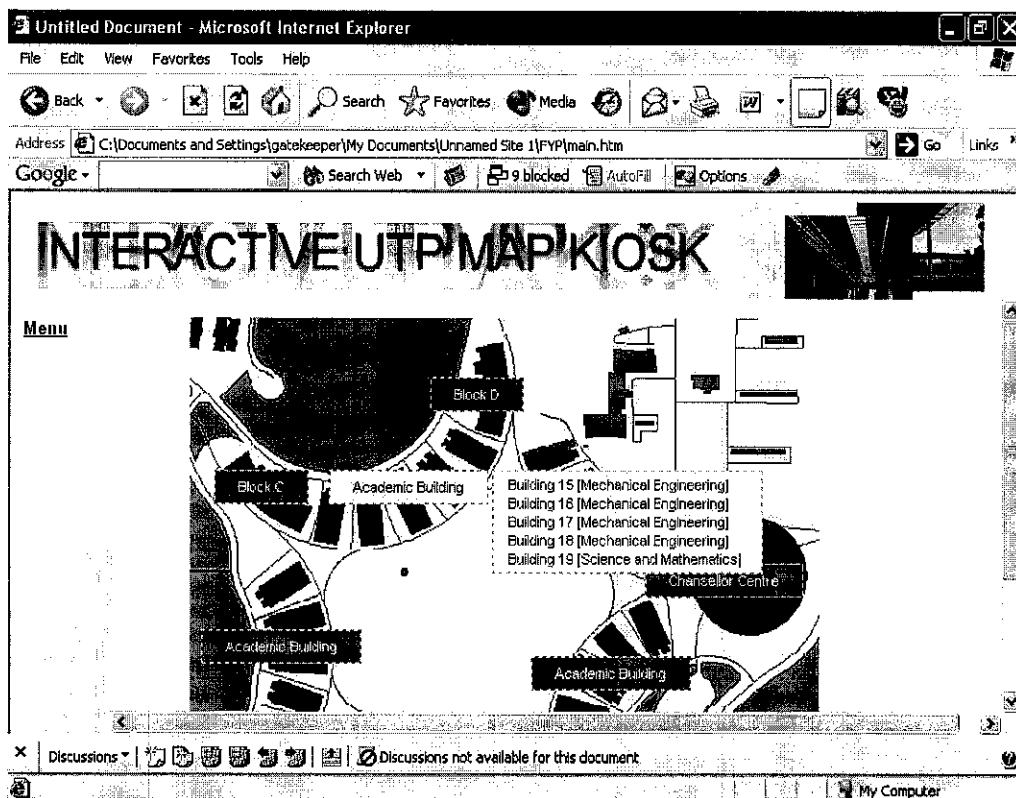 Untitled Document - Microsoft Internet Explorer
File Edit View Favorites Tools Help
Back Search Favorites Media
Address C:\Documents and Settings\gatekeeper\My Documents\Unnamed Site 1\FYP\main.htm Go Links »
Google Search Web 9 blocked AutoFill Options
INTERACTIVE UTP MAP KIOSK
Menu
Block D
Block C Academic Building
Building 15 [Mechanical Engineering]
Building 16 [Mechanical Engineering]
Building 17 [Mechanical Engineering]
Building 18 [Mechanical Engineering]
Building 19 [Science and Mathematics]
Chansellor Centre
Academic Building
Academic Building
Discussions Discussions not available for this document
My Computer